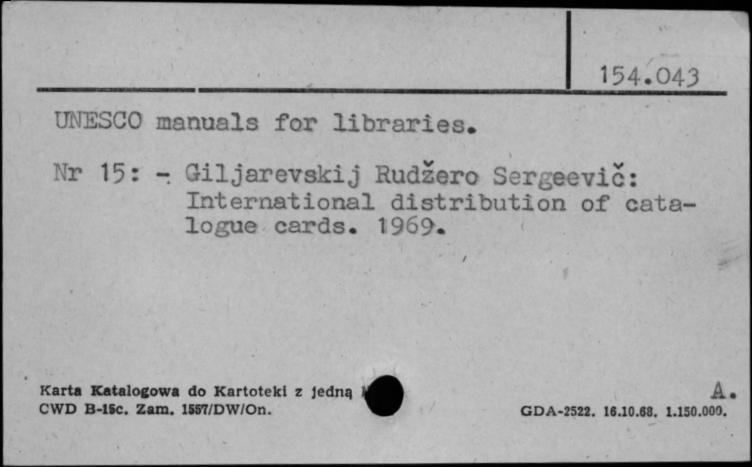 154.043
UNESCO manuals for libraries.
Nr 15: - Giljarevskij Rudžero Sergeevič:
International distribution of cata-
logue cards. 1969.
Karta Katalogowa do Kartoteki z jedną
A.
CWD B-15c. Zam. 1557/DW/On.
GDA-2522. 16.10.68. 1.150.000.